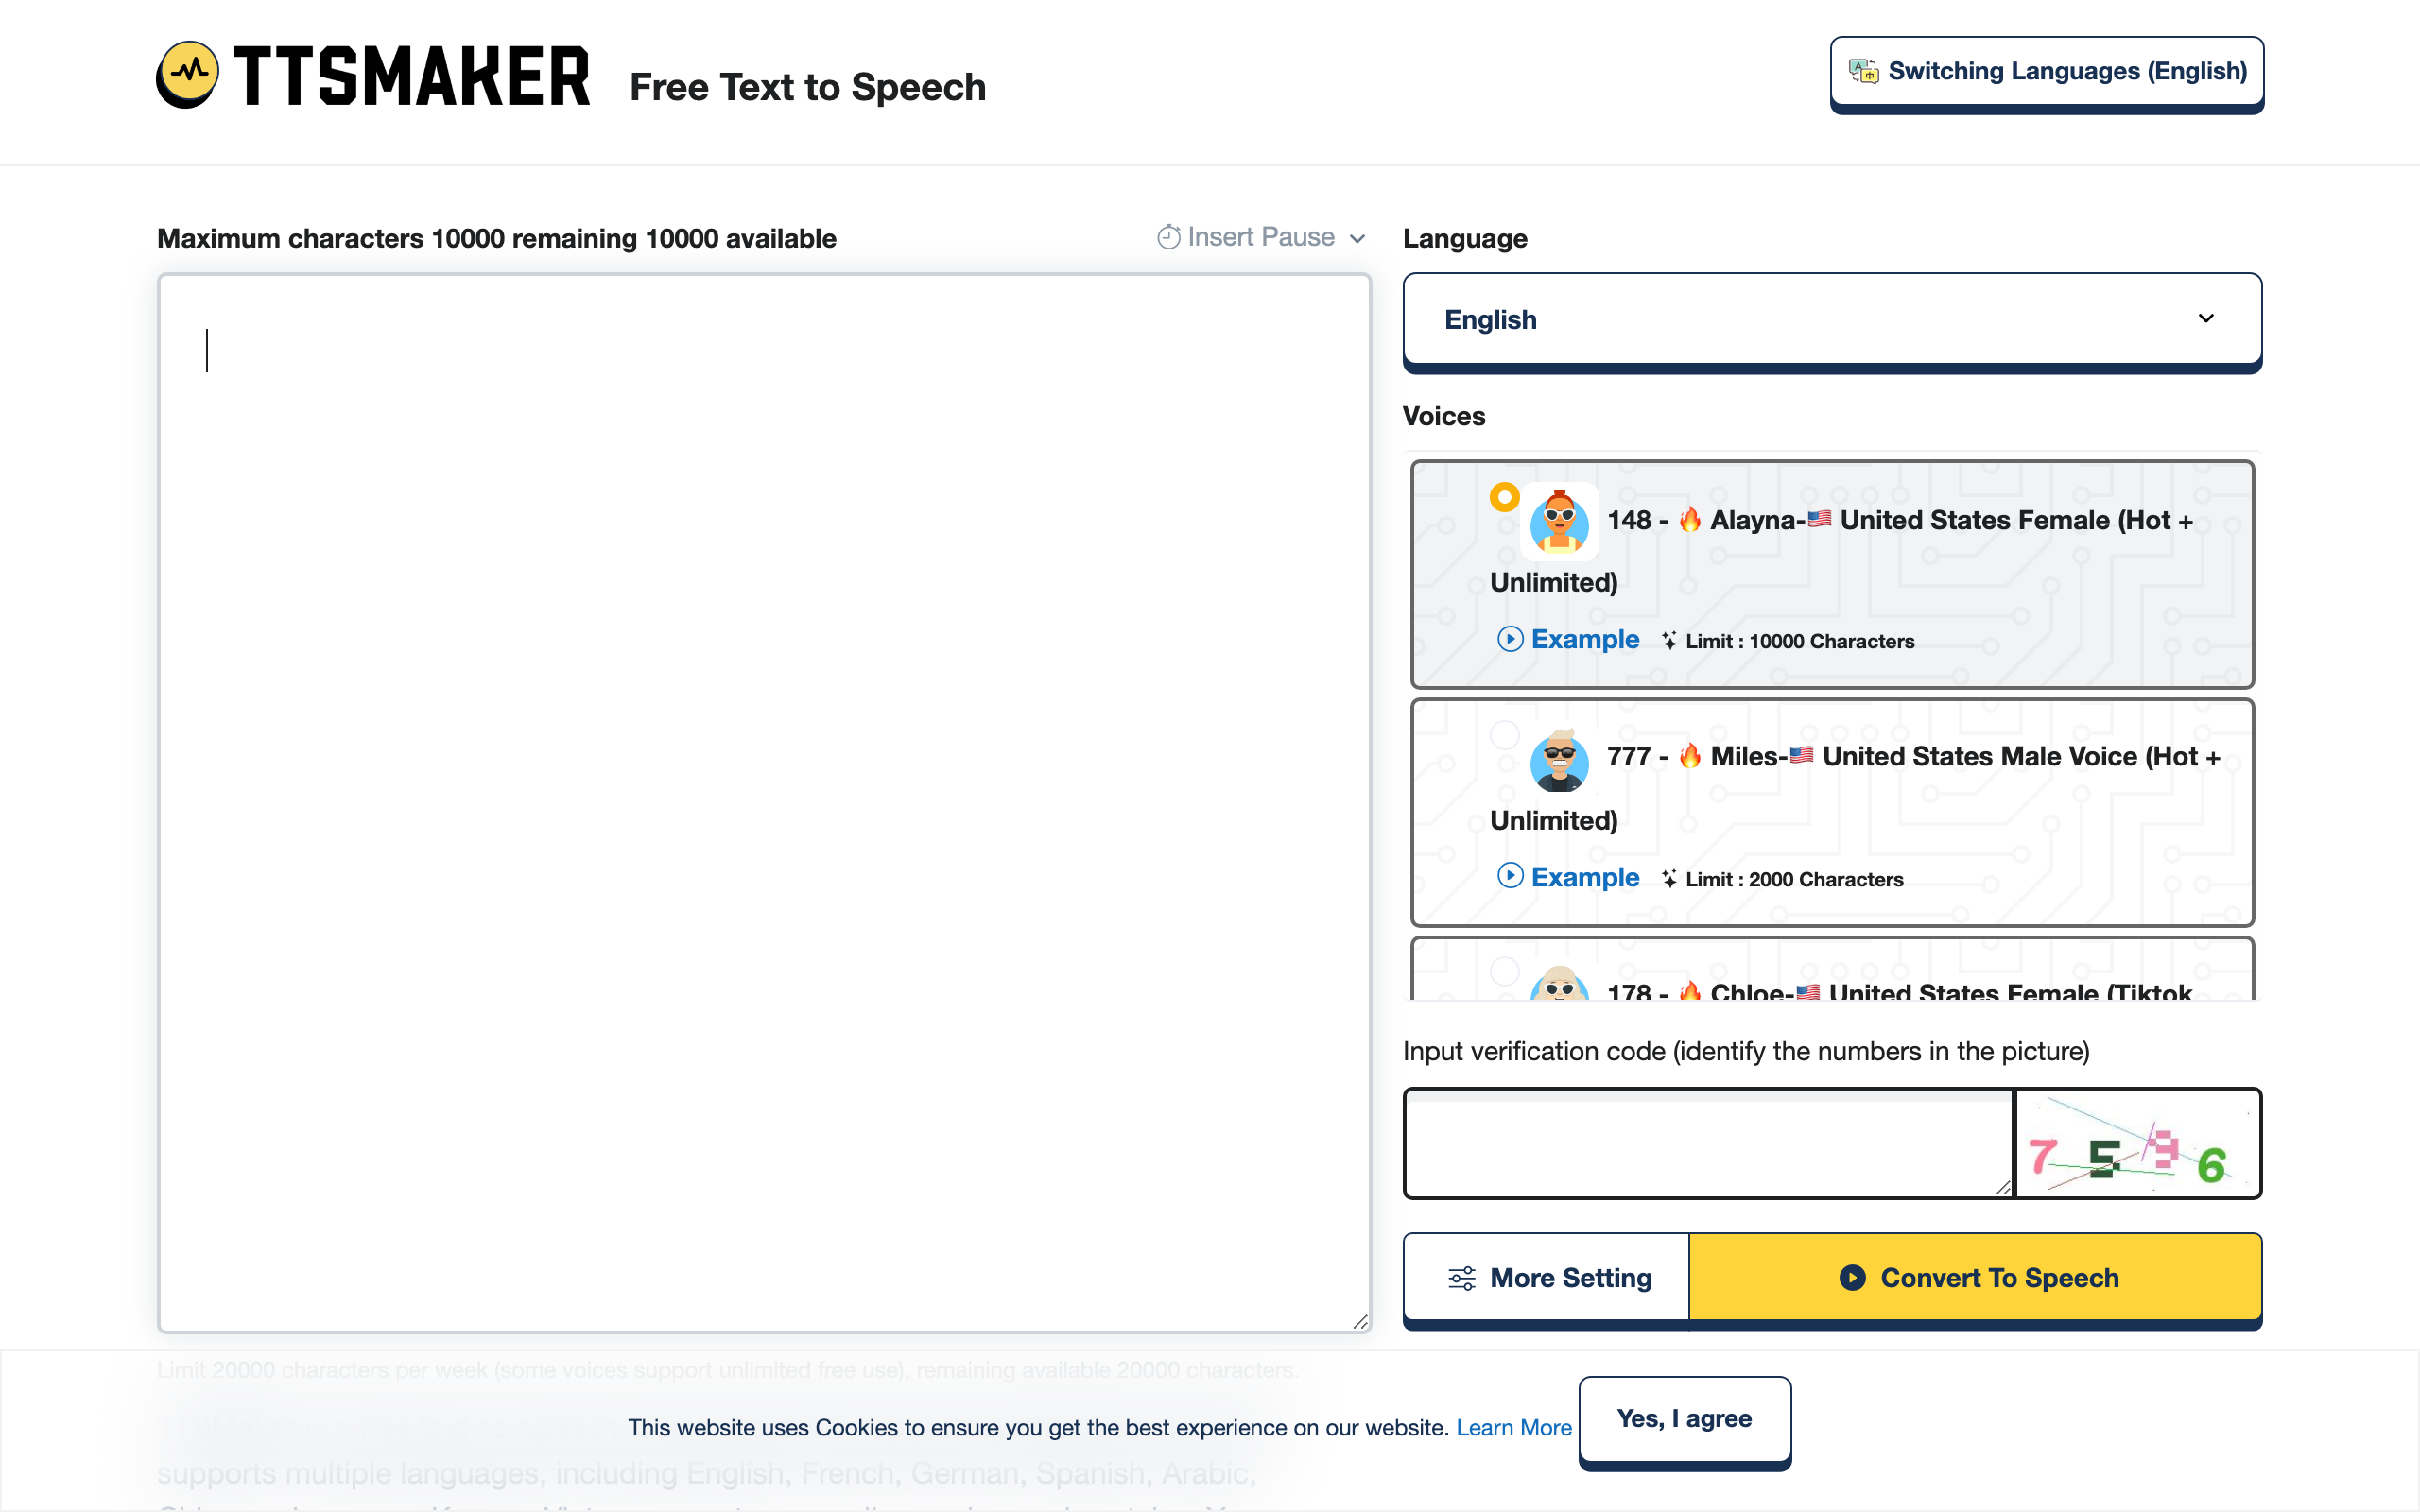 TTSMAKER Free Text to Speech
Switching Languages (English)
Maximum characters 10000 remaining 10000 available
Insert Pause
Language
English
Voices
148 - 🔥 Alayna-🇺🇸 United States Female (Hot +
Unlimited)
Example Limit : 10000 Characters
777 - 🔥 Miles-🇺🇸 United States Male Voice (Hot +
Unlimited)
Example Limit : 2000 Characters
178 - 🔥 Chloe-🇺🇸 United States Female (Tiktok
Input verification code (identify the numbers in the picture)
7 5 9 6
More Setting
Convert To Speech
Limit 20000 characters per week (some voices support unlimited free use), remaining available 20000 characters.
This website uses Cookies to ensure you get the best experience on our website. Learn More
Yes, I agree
supports multiple languages, including English, French, German, Spanish, Arabic,